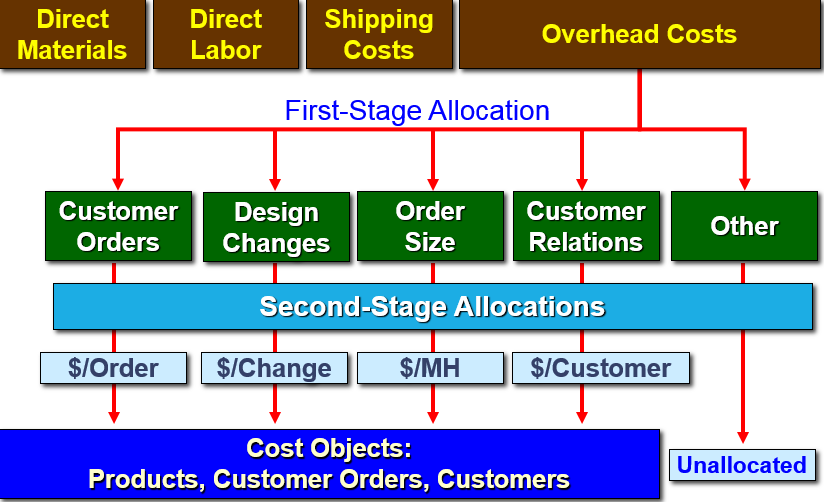 Direct
Materials
Direct
Labor
Shipping
Costs
Overhead Costs
First-Stage Allocation
Customer
Orders
Design
Changes
Order
Size
Customer
Relations
Other
Second-Stage Allocations
$/Order
$/Change
$/MH
$/Customer
Cost Objects:
Products, Customer Orders, Customers
Unallocated